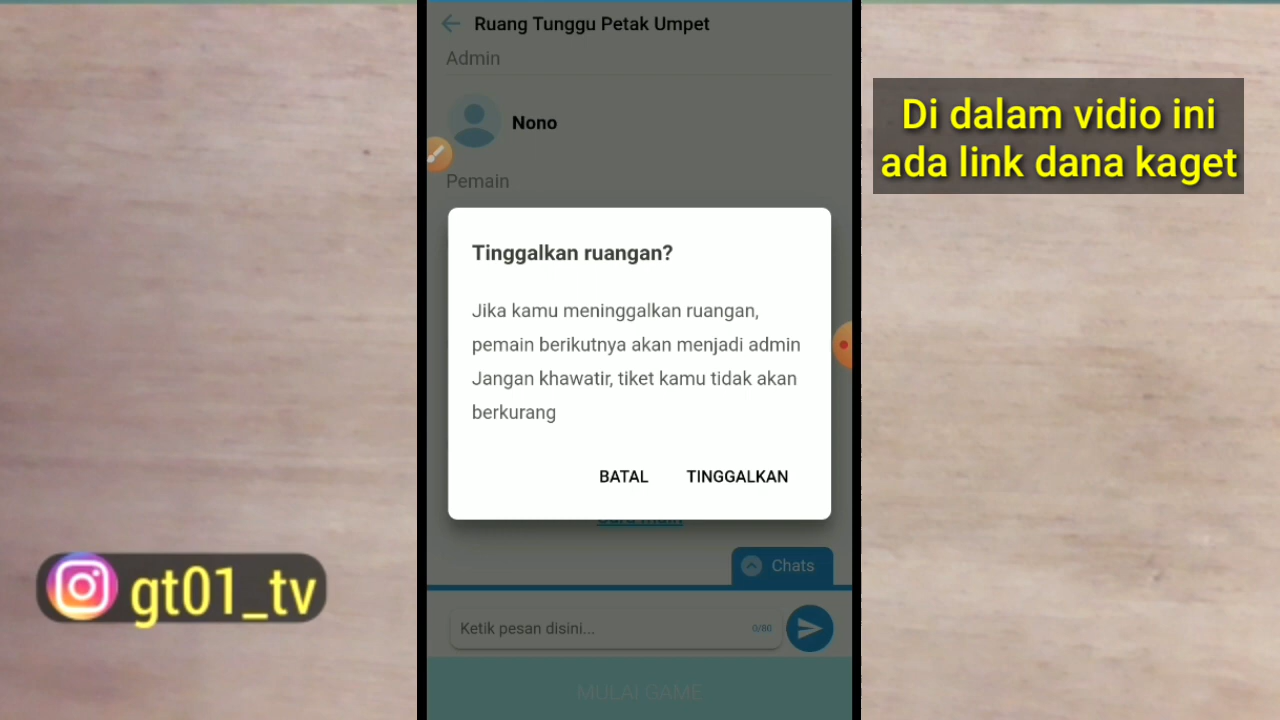 Ruang Tunggu Petak Umpet
Admin
Nono
Pemain
Tinggalkan ruangan?
Jika kamu meninggalkan ruangan,
pemain berikutnya akan menjadi admin
Jangan khawatir, tiket kamu tidak akan
berkurang
BATAL TINGGALKAN
Cara main
Chats
Ketik pesan disini... 0/80
MULAI GAME
Di dalam vidio ini
ada link dana kaget
gt01_tv